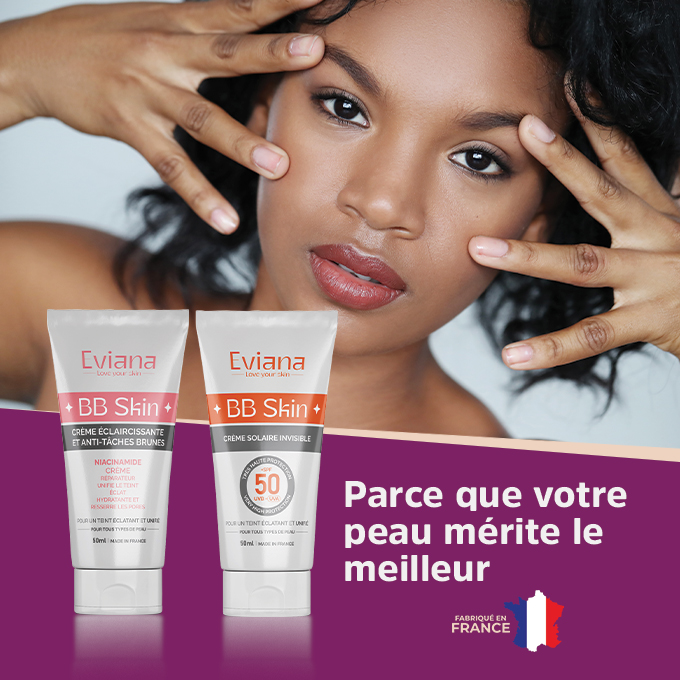 Eviana
Love your skin
BB Skin
CRÈME ÉCLAIRCISSANTE
ET ANTI-TÂCHES BRUNES
NIACINAMIDE
CRÈME
RÉPARATEUR
UNIFIE LE TEINT
ÉCLAT
HYDRATANTE ET
RESSERRE LES PORES
POUR UN TEINT ÉCLATANT ET UNIFIÉ
POUR TOUS TYPES DE PEAU
50ml | MADE IN FRANCE
Eviana
Love your skin
BB Skin
CRÈME SOLAIRE INVISIBLE
TRÈS HAUTE PROTECTION
SPF
50
UVB + UVA
VERY HIGH PROTECTION
POUR UN TEINT ÉCLATANT ET UNIFIÉ
POUR TOUS TYPES DE PEAU
50ml | MADE IN FRANCE
Parce que votre
peau mérite le
meilleur
FABRIQUÉ EN
FRANCE